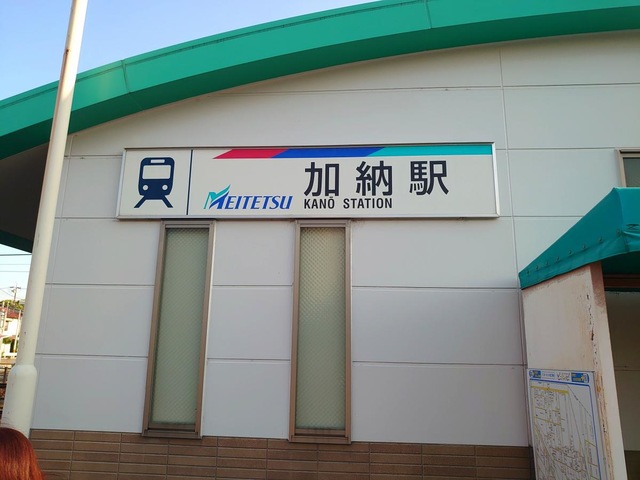 加納駅
MEITETSU KANŌ STATION